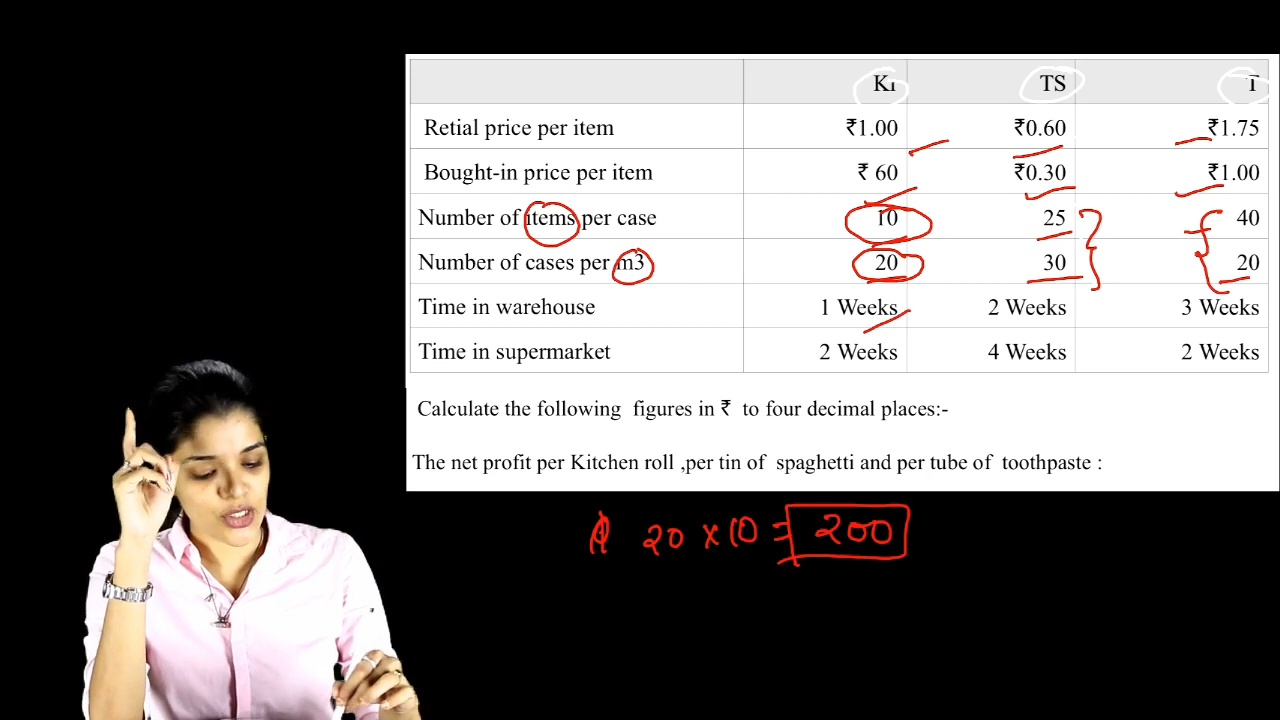 Ki TS T
Retial price per item ₹1.00 ₹0.60 ₹1.75
Bought-in price per item ₹ 60 ₹0.30 ₹1.00
Number of items per case 10 25 40
Number of cases per m3 20 30 20
Time in warehouse 1 Weeks 2 Weeks 3 Weeks
Time in supermarket 2 Weeks 4 Weeks 2 Weeks
Calculate the following figures in ₹ to four decimal places:-
The net profit per Kitchen roll ,per tin of spaghetti and per tube of toothpaste :
20 x 10 = 200